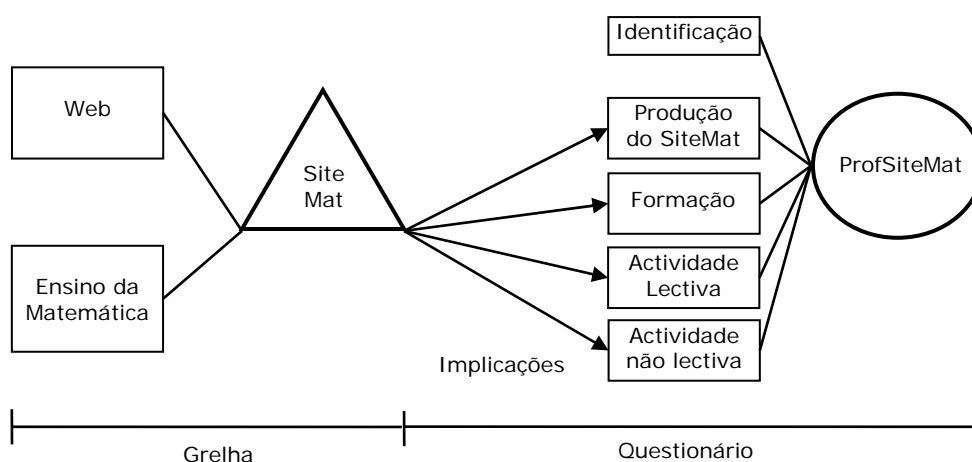 Identificação
Web
Produção
do SiteMat
ProfSiteMat
Site
Mat
Formação
Ensino da
Matemática
Actividade
Lectiva
Actividade
não lectiva
Implicações
Grelha
Questionário